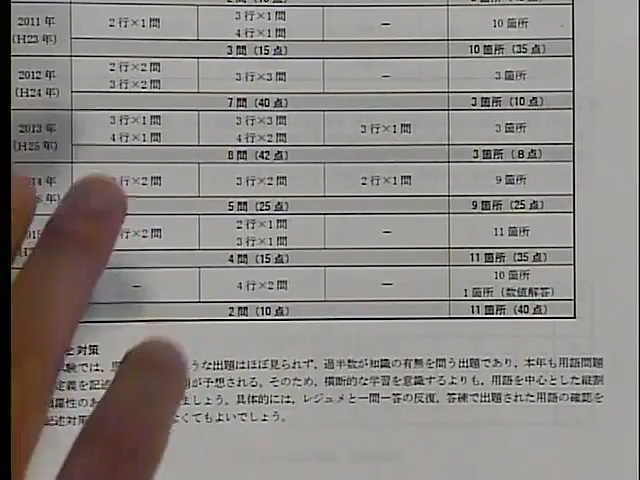 2011年
(H23年)
2行×1問
3行×1問
4行×1問
－
10箇所
3問（15点）
10箇所（35点）
2012年
(H24年)
2行×2問
3行×2問
3行×3問
－
3箇所
7問（40点）
3箇所（10点）
2013年
(H25年)
3行×1問
4行×1問
3行×3問
4行×2問
3行×1問
3箇所
8問（42点）
3箇所（8点）
年
行×2問
3行×2問
2行×1問
9箇所
5問（25点）
9箇所（25点）
行×2問
2行×1問
3行×1問
－
11箇所
4問（15点）
11箇所（35点）
－
4行×2問
－
10箇所
1箇所（数値解答）
2問（10点）
11箇所（40点）
と対策
験では、 うな出題はほぼ見られず、過半数が知識の有無を問う出題であり、本年も用語問題
定義を記述 が予想される。そのため、横断的な学習を意識するよりも、用語を中心とした縦割
ましょう。具体的には、レジュメと一問一答の反復、答練で出題された用語の確認を
記述対 くてもよいでしょう。